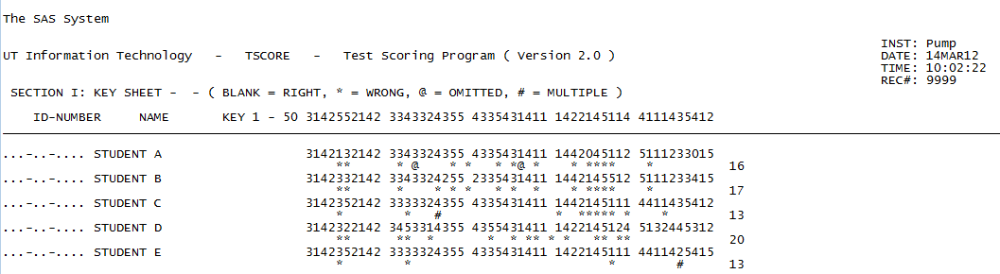 The SAS System
INST: Pump
UT Information Technology - TSCORE - Test Scoring Program ( Version 2.0 )
DATE: 14MAR12
TIME: 10:02:22
REC#: 9999
SECTION I: KEY SHEET - - ( BLANK = RIGHT, * = WRONG, @ = OMITTED, # = MULTIPLE )
ID-NUMBER NAME KEY 1 - 50 3142552142 3343324355 4335431411 1422145114 4111435412
...-..-.... STUDENT A 3142132142 3343324355 4335431411 1442045112 5111233015
** * @ * * * *@ * * **** * 16
...-..-.... STUDENT B 3142332142 3343324255 2335431411 1442145512 5111233415
** * * * * * * * * **** * 17
...-..-.... STUDENT C 3142352142 3333324355 4335431411 1442145111 4411435412
* * # * ***** * * 13
...-..-.... STUDENT D 3142322142 3453314355 4355431411 1422145124 5132445312
** ** * * * ** * * ** ** 20
...-..-.... STUDENT E 3142352142 3333324355 4335431411 1422145111 4411425415
* * * # 13